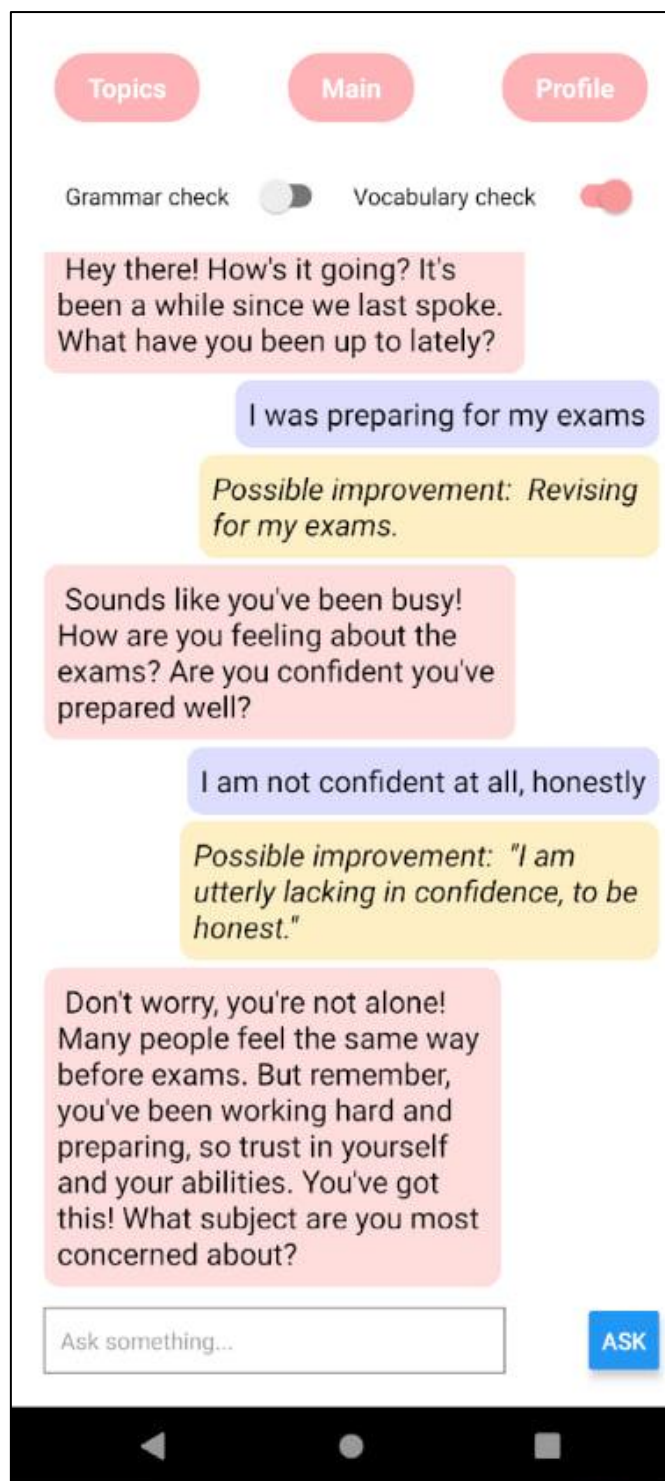 Topics Main Profile
Grammar check Vocabulary check
Hey there! How's it going? It's
been a while since we last spoke.
What have you been up to lately?
I was preparing for my exams
Possible improvement: Revising
for my exams.
Sounds like you've been busy!
How are you feeling about the
exams? Are you confident you've
prepared well?
I am not confident at all, honestly
Possible improvement: "I am
utterly lacking in confidence, to be
honest."
Don't worry, you're not alone!
Many people feel the same way
before exams. But remember,
you've been working hard and
preparing, so trust in yourself
and your abilities. You've got
this! What subject are you most
concerned about?
Ask something... ASK